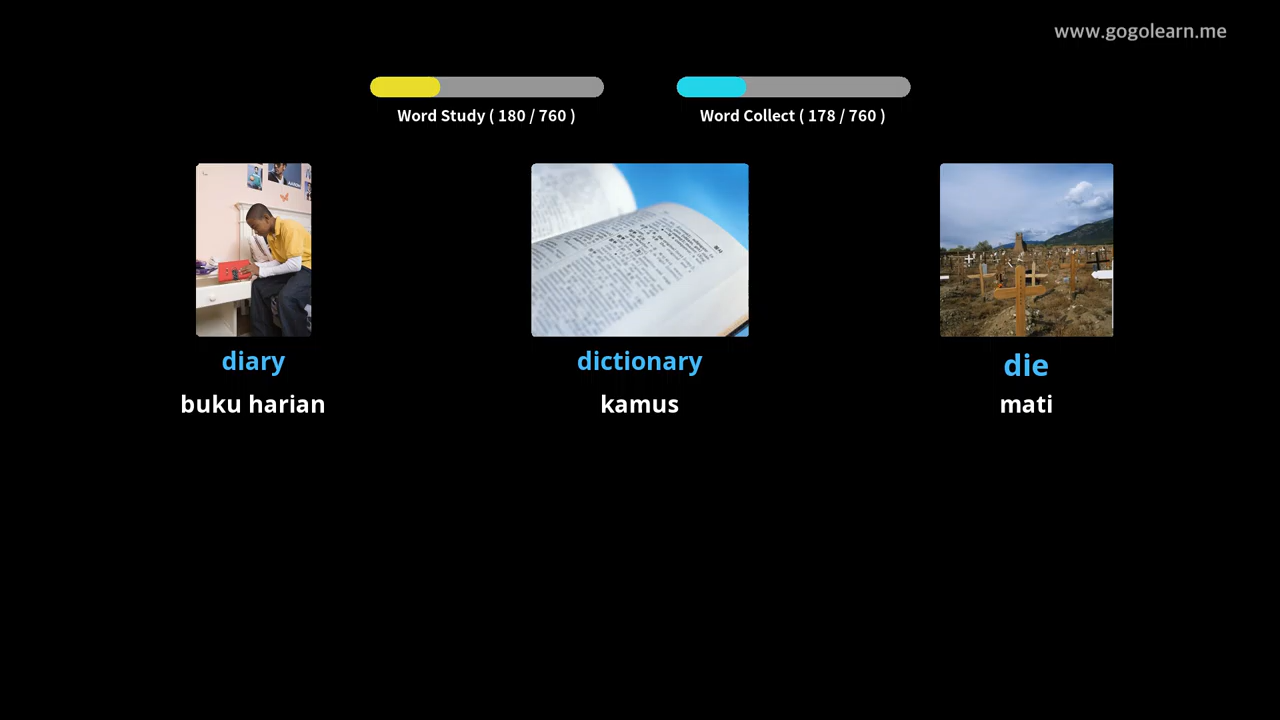 www.gogolearn.me
Word Study ( 180 / 760 )
Word Collect ( 178 / 760 )
diary
dictionary
die
buku harian
kamus
mati